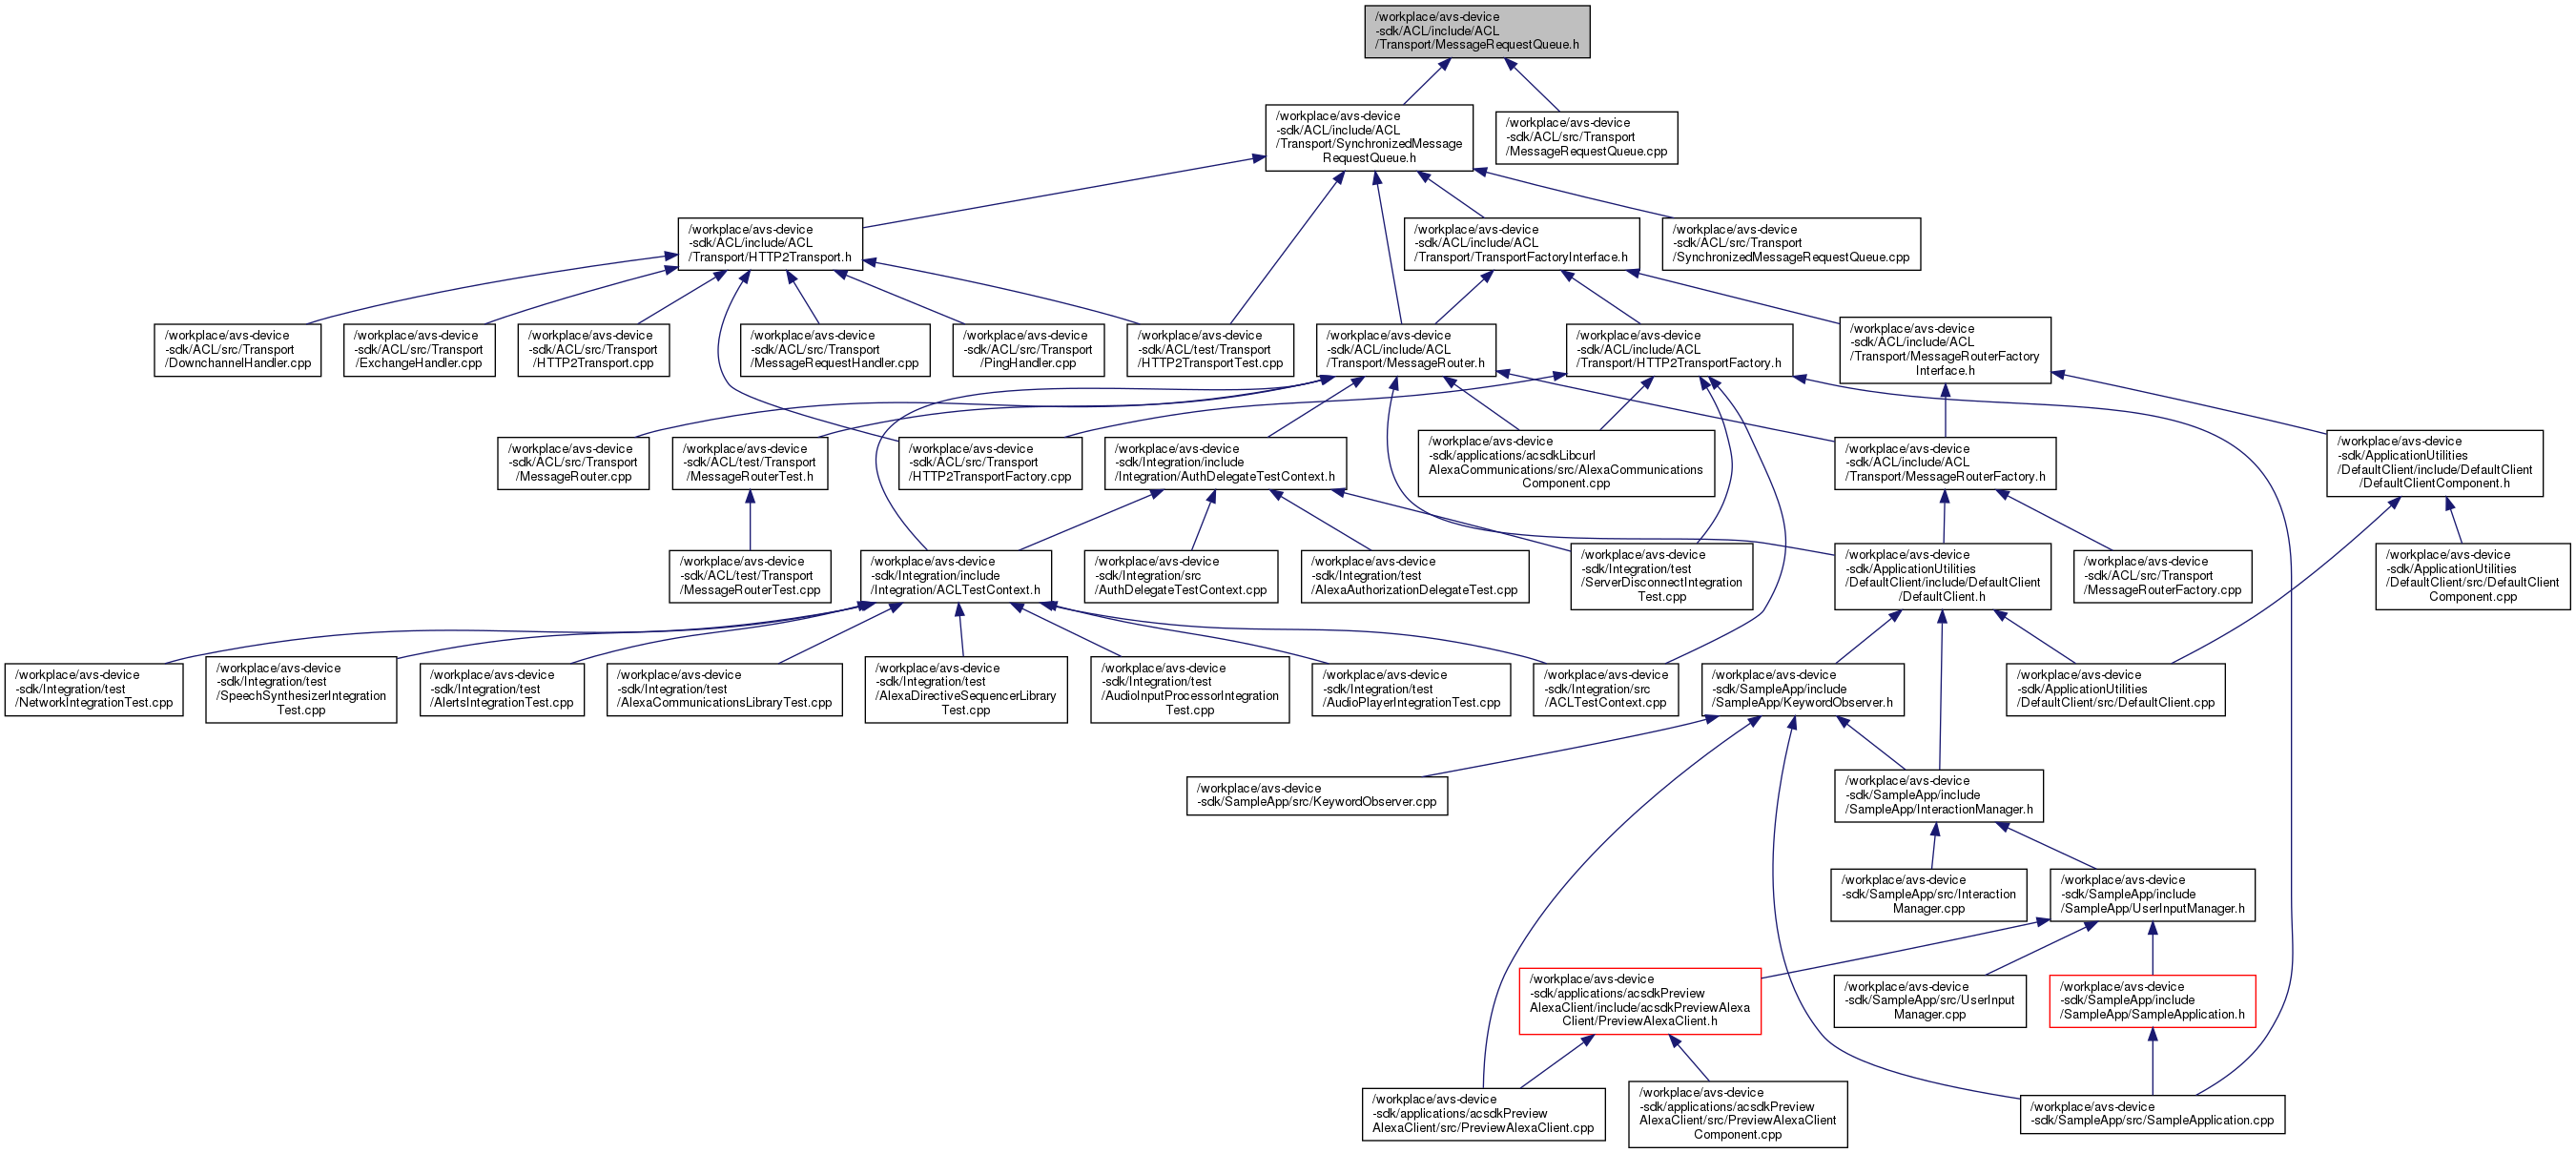 /workplace/avs-device
-sdk/ACL/include/ACL
/Transport/MessageRequestQueue.h
/workplace/avs-device
-sdk/ACL/include/ACL
/Transport/SynchronizedMessage
RequestQueue.h
/workplace/avs-device
-sdk/ACL/src/Transport
/MessageRequestQueue.cpp
/workplace/avs-device
-sdk/ACL/include/ACL
/Transport/HTTP2Transport.h
/workplace/avs-device
-sdk/ACL/include/ACL
/Transport/TransportFactoryInterface.h
/workplace/avs-device
-sdk/ACL/src/Transport
/SynchronizedMessageRequestQueue.cpp
/workplace/avs-device
-sdk/ACL/src/Transport
/DownchannelHandler.cpp
/workplace/avs-device
-sdk/ACL/src/Transport
/ExchangeHandler.cpp
/workplace/avs-device
-sdk/ACL/src/Transport
/HTTP2Transport.cpp
/workplace/avs-device
-sdk/ACL/src/Transport
/MessageRequestHandler.cpp
/workplace/avs-device
-sdk/ACL/src/Transport
/PingHandler.cpp
/workplace/avs-device
-sdk/ACL/test/Transport
/HTTP2TransportTest.cpp
/workplace/avs-device
-sdk/ACL/include/ACL
/Transport/MessageRouter.h
/workplace/avs-device
-sdk/ACL/include/ACL
/Transport/HTTP2TransportFactory.h
/workplace/avs-device
-sdk/ACL/include/ACL
/Transport/MessageRouterFactory
Interface.h
/workplace/avs-device
-sdk/ACL/src/Transport
/MessageRouter.cpp
/workplace/avs-device
-sdk/ACL/test/Transport
/MessageRouterTest.h
/workplace/avs-device
-sdk/ACL/src/Transport
/HTTP2TransportFactory.cpp
/workplace/avs-device
-sdk/Integration/include
/Integration/AuthDelegateTestContext.h
/workplace/avs-device
-sdk/applications/acsdkLibcurl
AlexaCommunications/src/AlexaCommunications
Component.cpp
/workplace/avs-device
-sdk/ACL/include/ACL
/Transport/MessageRouterFactory.h
/workplace/avs-device
-sdk/ApplicationUtilities
/DefaultClient/include/DefaultClient
/DefaultClientComponent.h
/workplace/avs-device
-sdk/ACL/test/Transport
/MessageRouterTest.cpp
/workplace/avs-device
-sdk/Integration/include
/Integration/ACLTestContext.h
/workplace/avs-device
-sdk/Integration/src
/AuthDelegateTestContext.cpp
/workplace/avs-device
-sdk/Integration/test
/AlexaAuthorizationDelegateTest.cpp
/workplace/avs-device
-sdk/Integration/test
/ServerDisconnectIntegration
Test.cpp
/workplace/avs-device
-sdk/ApplicationUtilities
/DefaultClient/include/DefaultClient
/DefaultClient.h
/workplace/avs-device
-sdk/ACL/src/Transport
/MessageRouterFactory.cpp
/workplace/avs-device
-sdk/ApplicationUtilities
/DefaultClient/src/DefaultClient
Component.cpp
/workplace/avs-device
-sdk/Integration/test
/NetworkIntegrationTest.cpp
/workplace/avs-device
-sdk/Integration/test
/SpeechSynthesizerIntegration
Test.cpp
/workplace/avs-device
-sdk/Integration/test
/AlertsIntegrationTest.cpp
/workplace/avs-device
-sdk/Integration/test
/AlexaCommunicationsLibraryTest.cpp
/workplace/avs-device
-sdk/Integration/test
/AlexaDirectiveSequencerLibrary
Test.cpp
/workplace/avs-device
-sdk/Integration/test
/AudioInputProcessorIntegration
Test.cpp
/workplace/avs-device
-sdk/Integration/test
/AudioPlayerIntegrationTest.cpp
/workplace/avs-device
-sdk/Integration/src
/ACLTestContext.cpp
/workplace/avs-device
-sdk/SampleApp/include
/SampleApp/KeywordObserver.h
/workplace/avs-device
-sdk/ApplicationUtilities
/DefaultClient/src/DefaultClient.cpp
/workplace/avs-device
-sdk/SampleApp/src/KeywordObserver.cpp
/workplace/avs-device
-sdk/SampleApp/include
/SampleApp/InteractionManager.h
/workplace/avs-device
-sdk/SampleApp/src/Interaction
Manager.cpp
/workplace/avs-device
-sdk/SampleApp/include
/SampleApp/UserInputManager.h
/workplace/avs-device
-sdk/applications/acsdkPreview
AlexaClient/include/acsdkPreviewAlexa
Client/PreviewAlexaClient.h
/workplace/avs-device
-sdk/SampleApp/src/UserInput
Manager.cpp
/workplace/avs-device
-sdk/SampleApp/include
/SampleApp/SampleApplication.h
/workplace/avs-device
-sdk/applications/acsdkPreview
AlexaClient/src/PreviewAlexaClient.cpp
/workplace/avs-device
-sdk/applications/acsdkPreview
AlexaClient/src/PreviewAlexaClient
Component.cpp
/workplace/avs-device
-sdk/SampleApp/src/SampleApplication.cpp